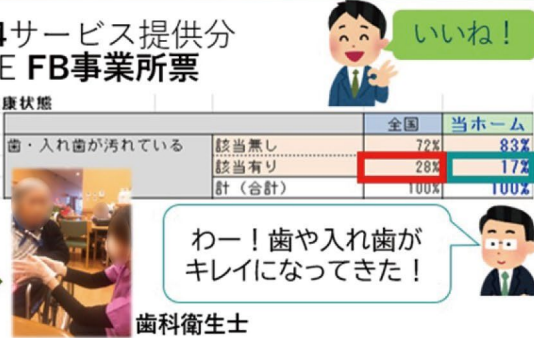 4サービス提供分
いいね！
E FB事業所票
康状態
全国 当ホーム
歯・入れ歯が汚れている 該当無し 72% 83%
該当有り 28% 17%
計（合計） 100% 100%
わー！歯や入れ歯が
キレイになってきた！
歯科衛生士